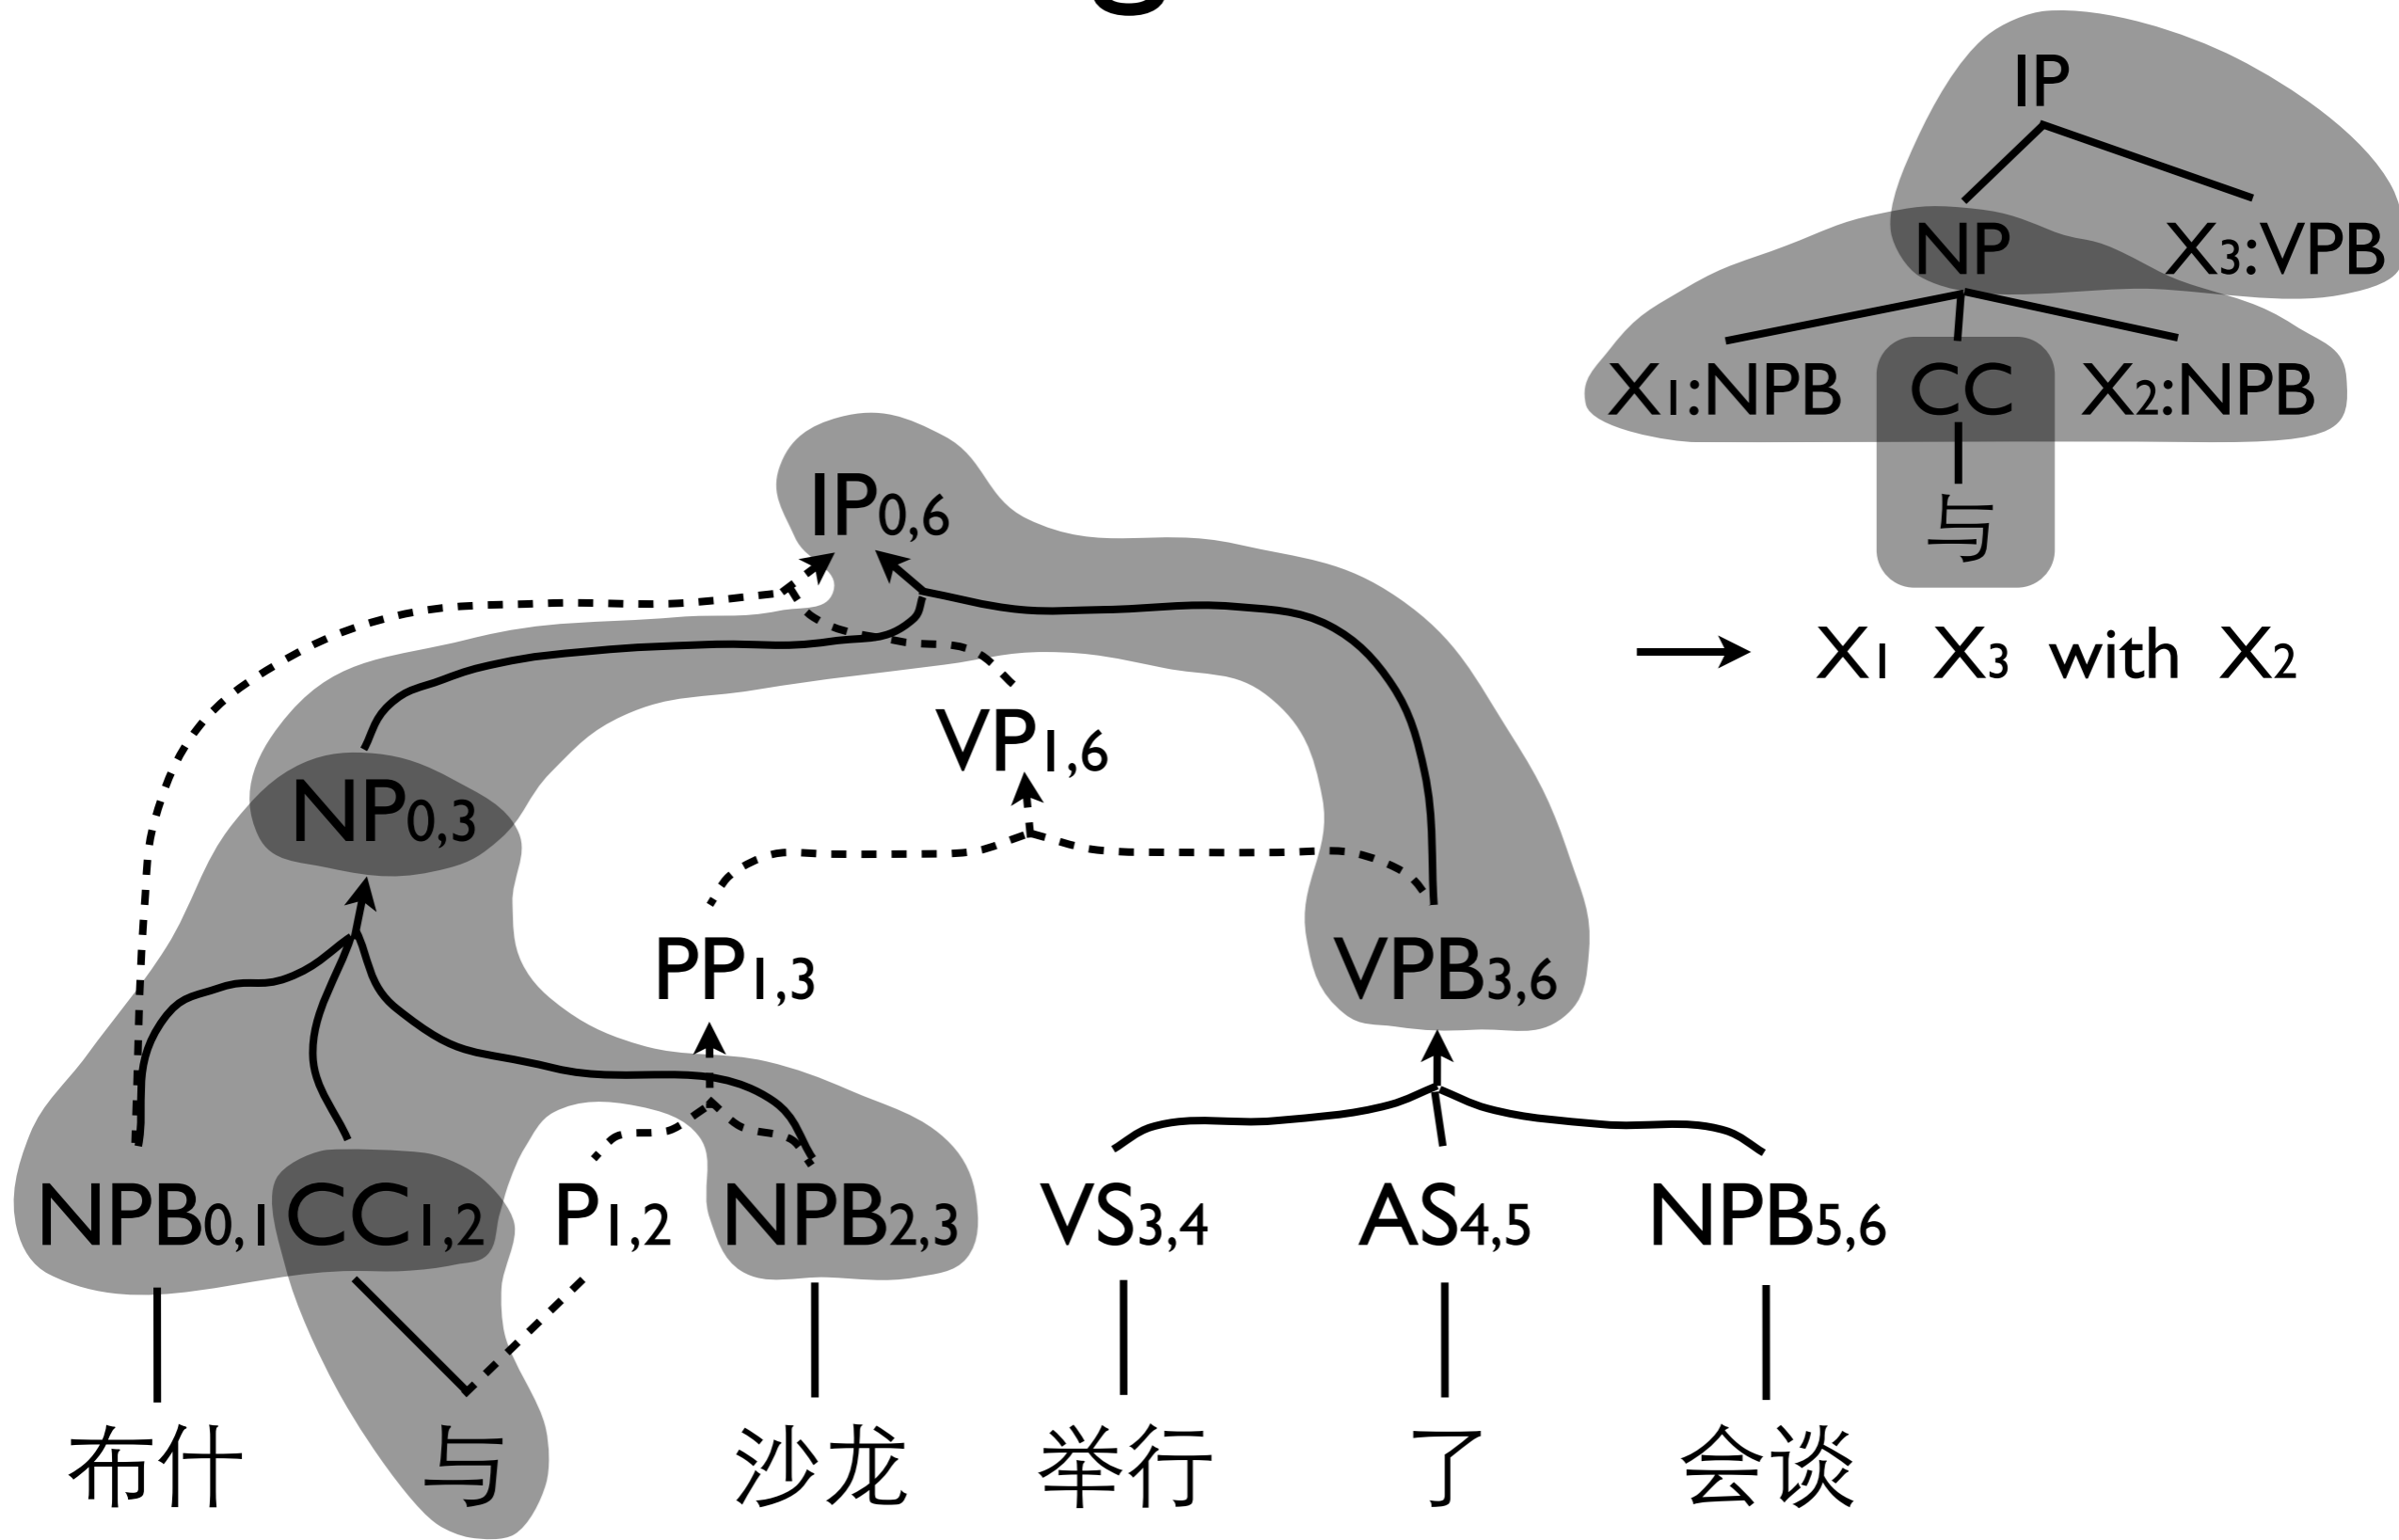 IP
NP X3:VPB
X1:NPB CC X2:NPB
与
X1 X3 with X2
IP0,6
VP1,6
NP0,3
PP1,3 VPB3,6
NPB0,1 CC1,2 P1,2 NPB2,3 VS3,4 AS4,5 NPB5,6
布什 与 沙龙 举行 了 会谈